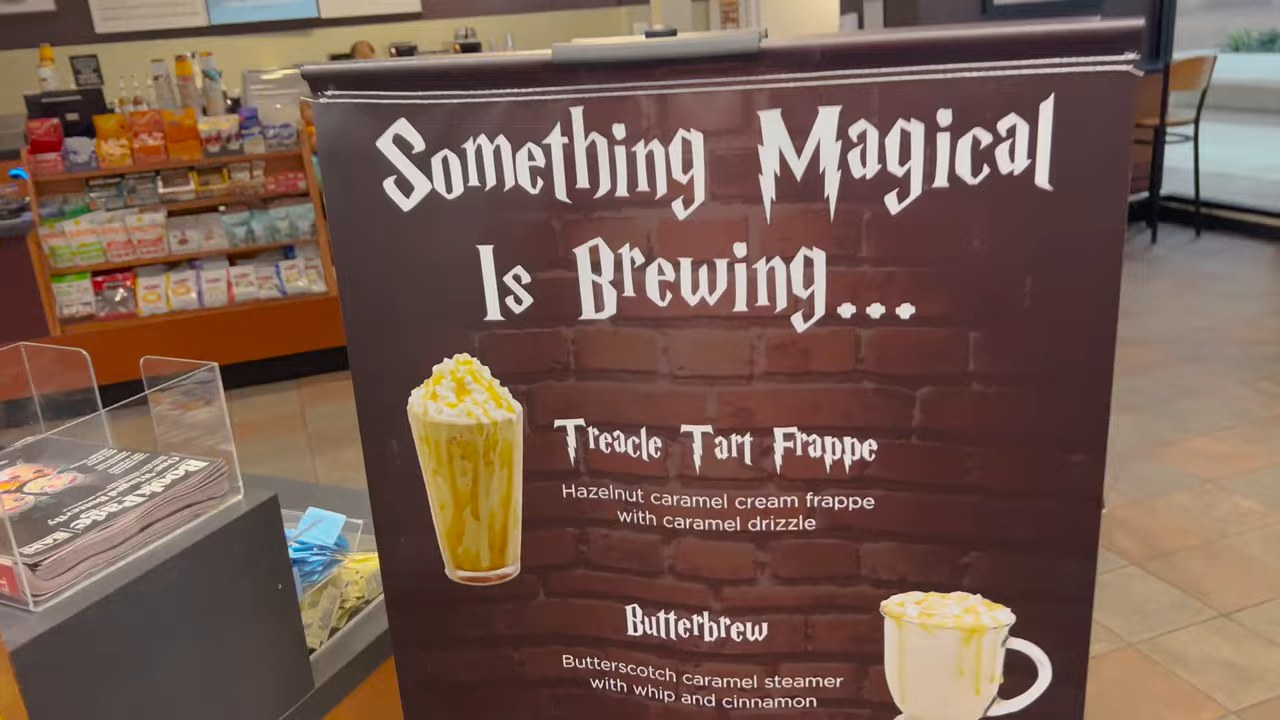 Something Magical
Is Brewing....
Treacle Tart Frappe
Hazelnut caramel cream frappe
with caramel drizzle
Butterbrew
Butterscotch caramel steamer
with whip and cinnamon
BookPage